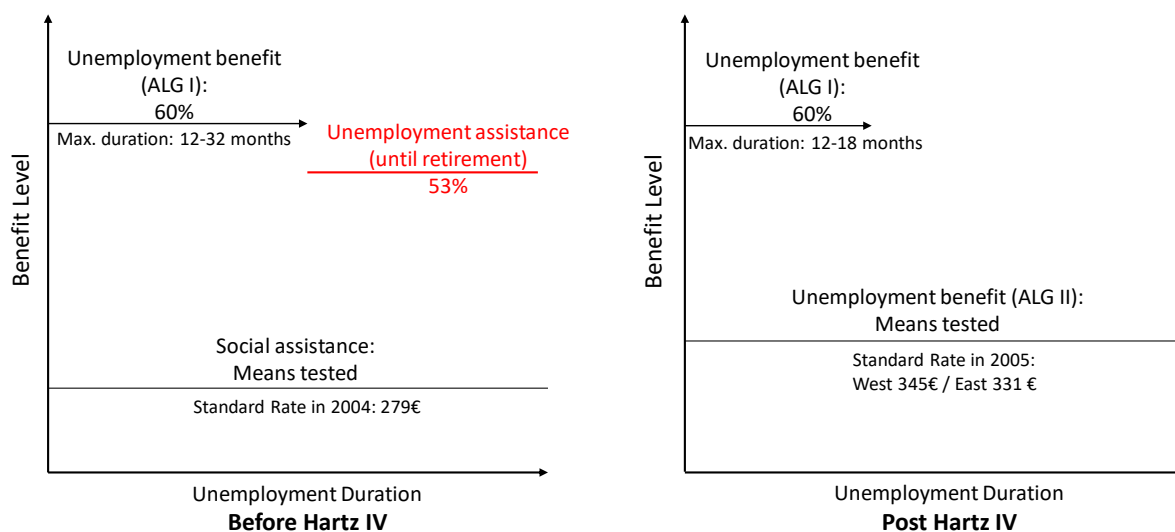 Benefit Level
Unemployment benefit
(ALG I):
60%
Max. duration: 12-32 months
Unemployment assistance
(until retirement)
53%
Social assistance:
Means tested
Standard Rate in 2004: 279€
Unemployment Duration
Before Hartz IV
Benefit Level
Unemployment benefit
(ALG I):
60%
Max. duration: 12-18 months
Unemployment benefit (ALG II):
Means tested
Standard Rate in 2005:
West 345€ / East 331 €
Unemployment Duration
Post Hartz IV